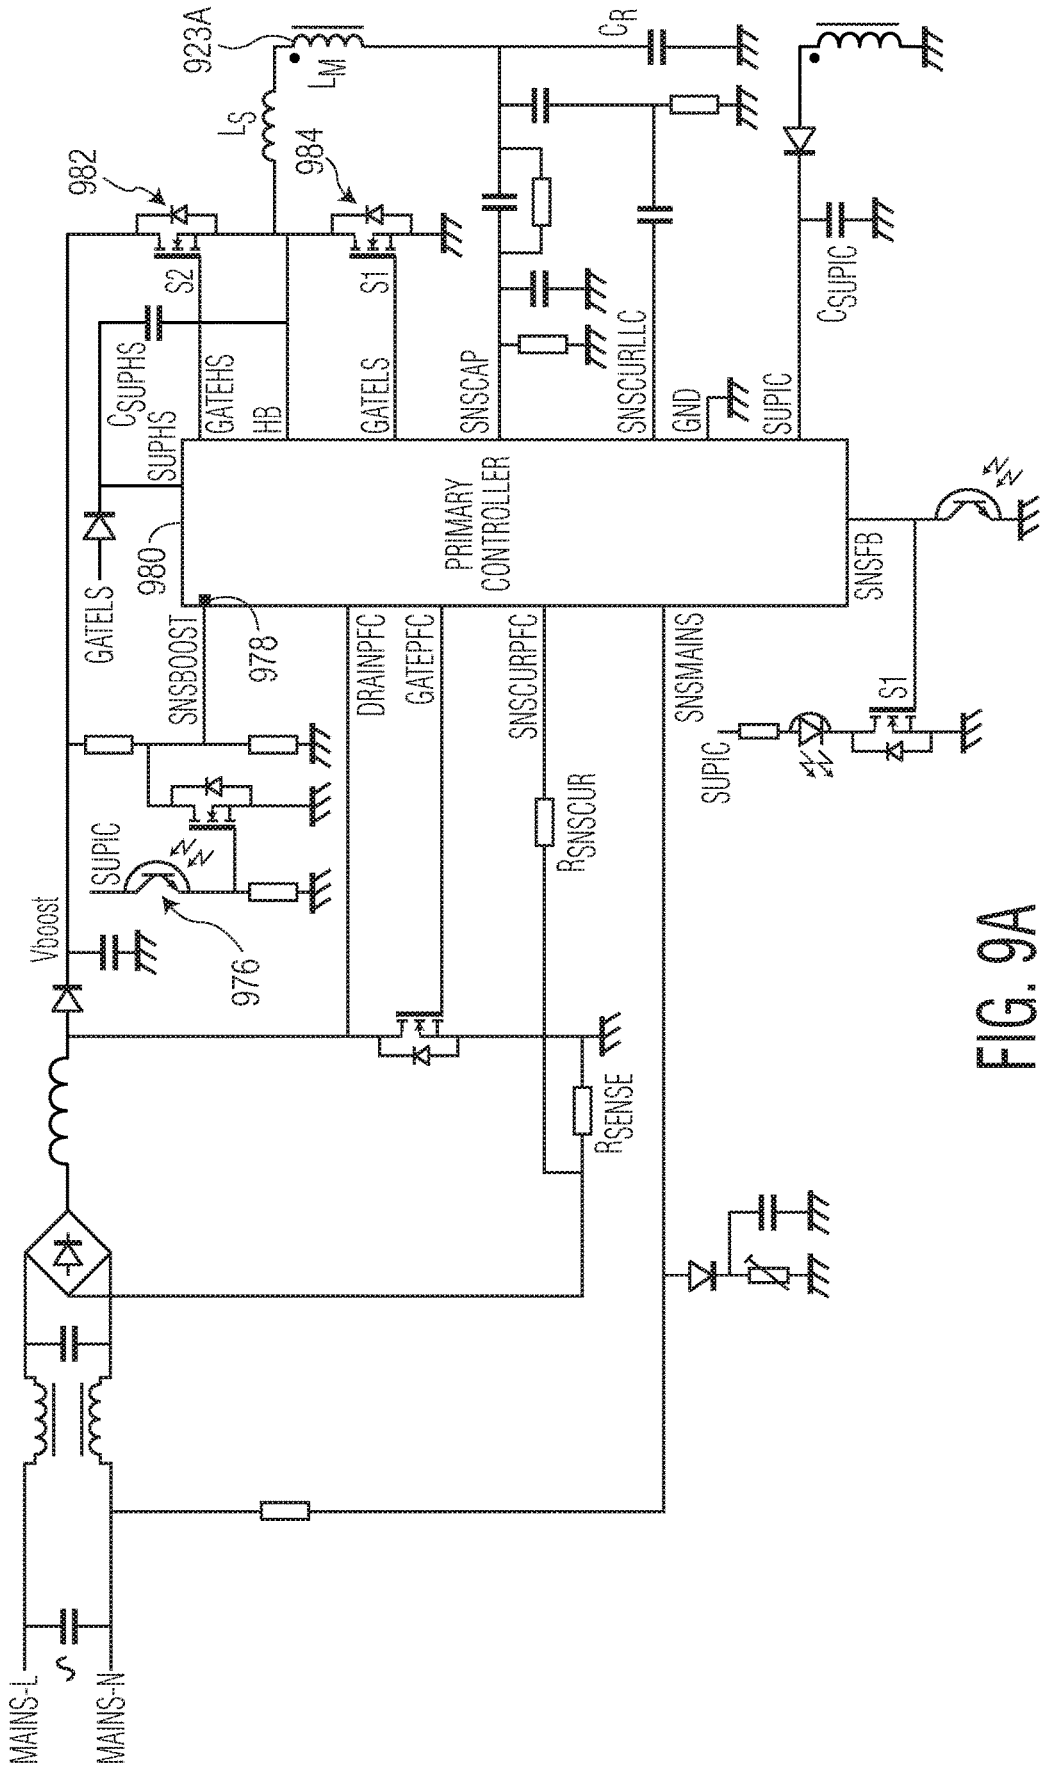 MAINS-L
MAINS-N
Vboost
SUPIC
976
SNSBOOST
978
GATELS
980
SUPHS
CSUPHS
GATEHS
HB
GATELS
982
S2
984
S1
LS
923A
LM
CR
SNSCAP
SNSCURLLC
GND
SUPIC
CSUPIC
PRIMARY
CONTROLLER
DRAINPFC
GATEPFC
SNSCURPFC
SNSMAINS
SNSFB
RSNSCUR
RSENSE
SUPIC
S1
FIG. 9A